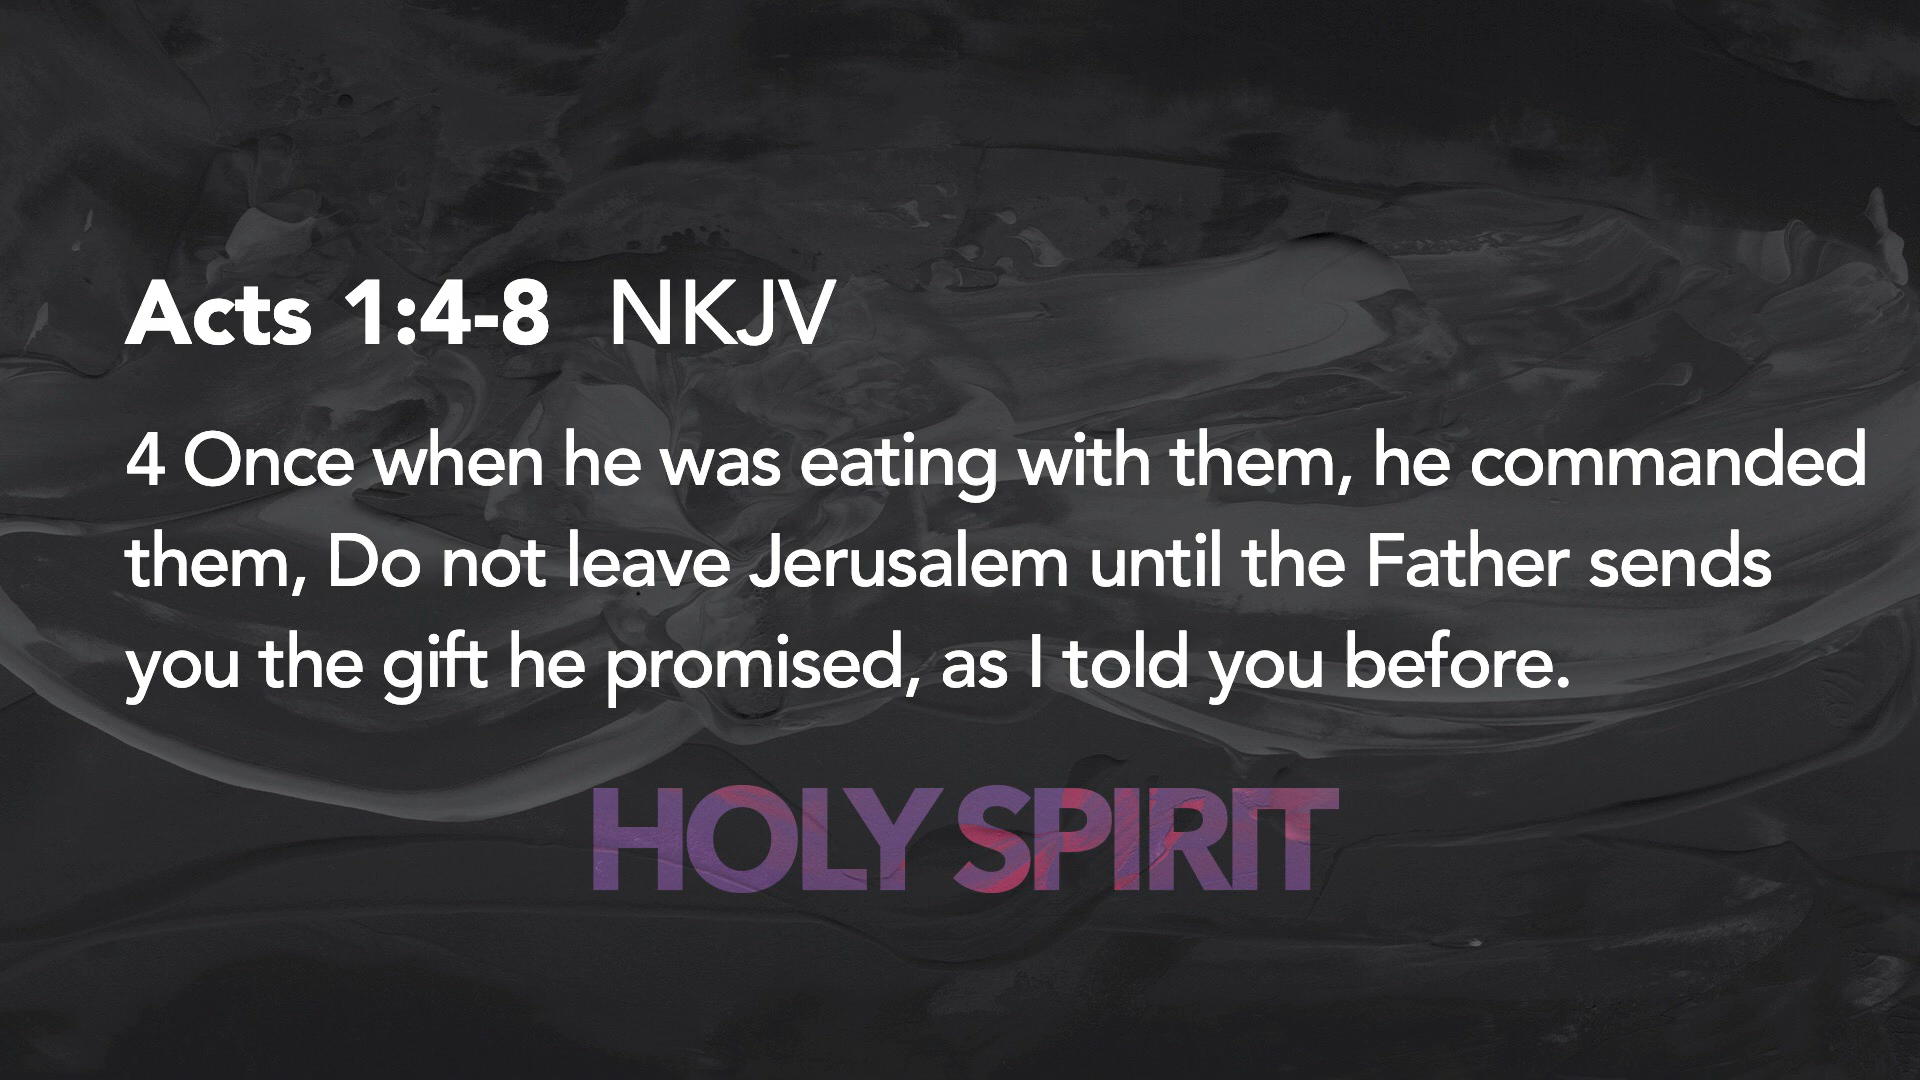 Acts 1:4-8 NKJV
4 Once when he was eating with them, he commanded
them, Do not leave Jerusalem until the Father sends
you the gift he promised, as I told you before.
HOLY SPIRIT